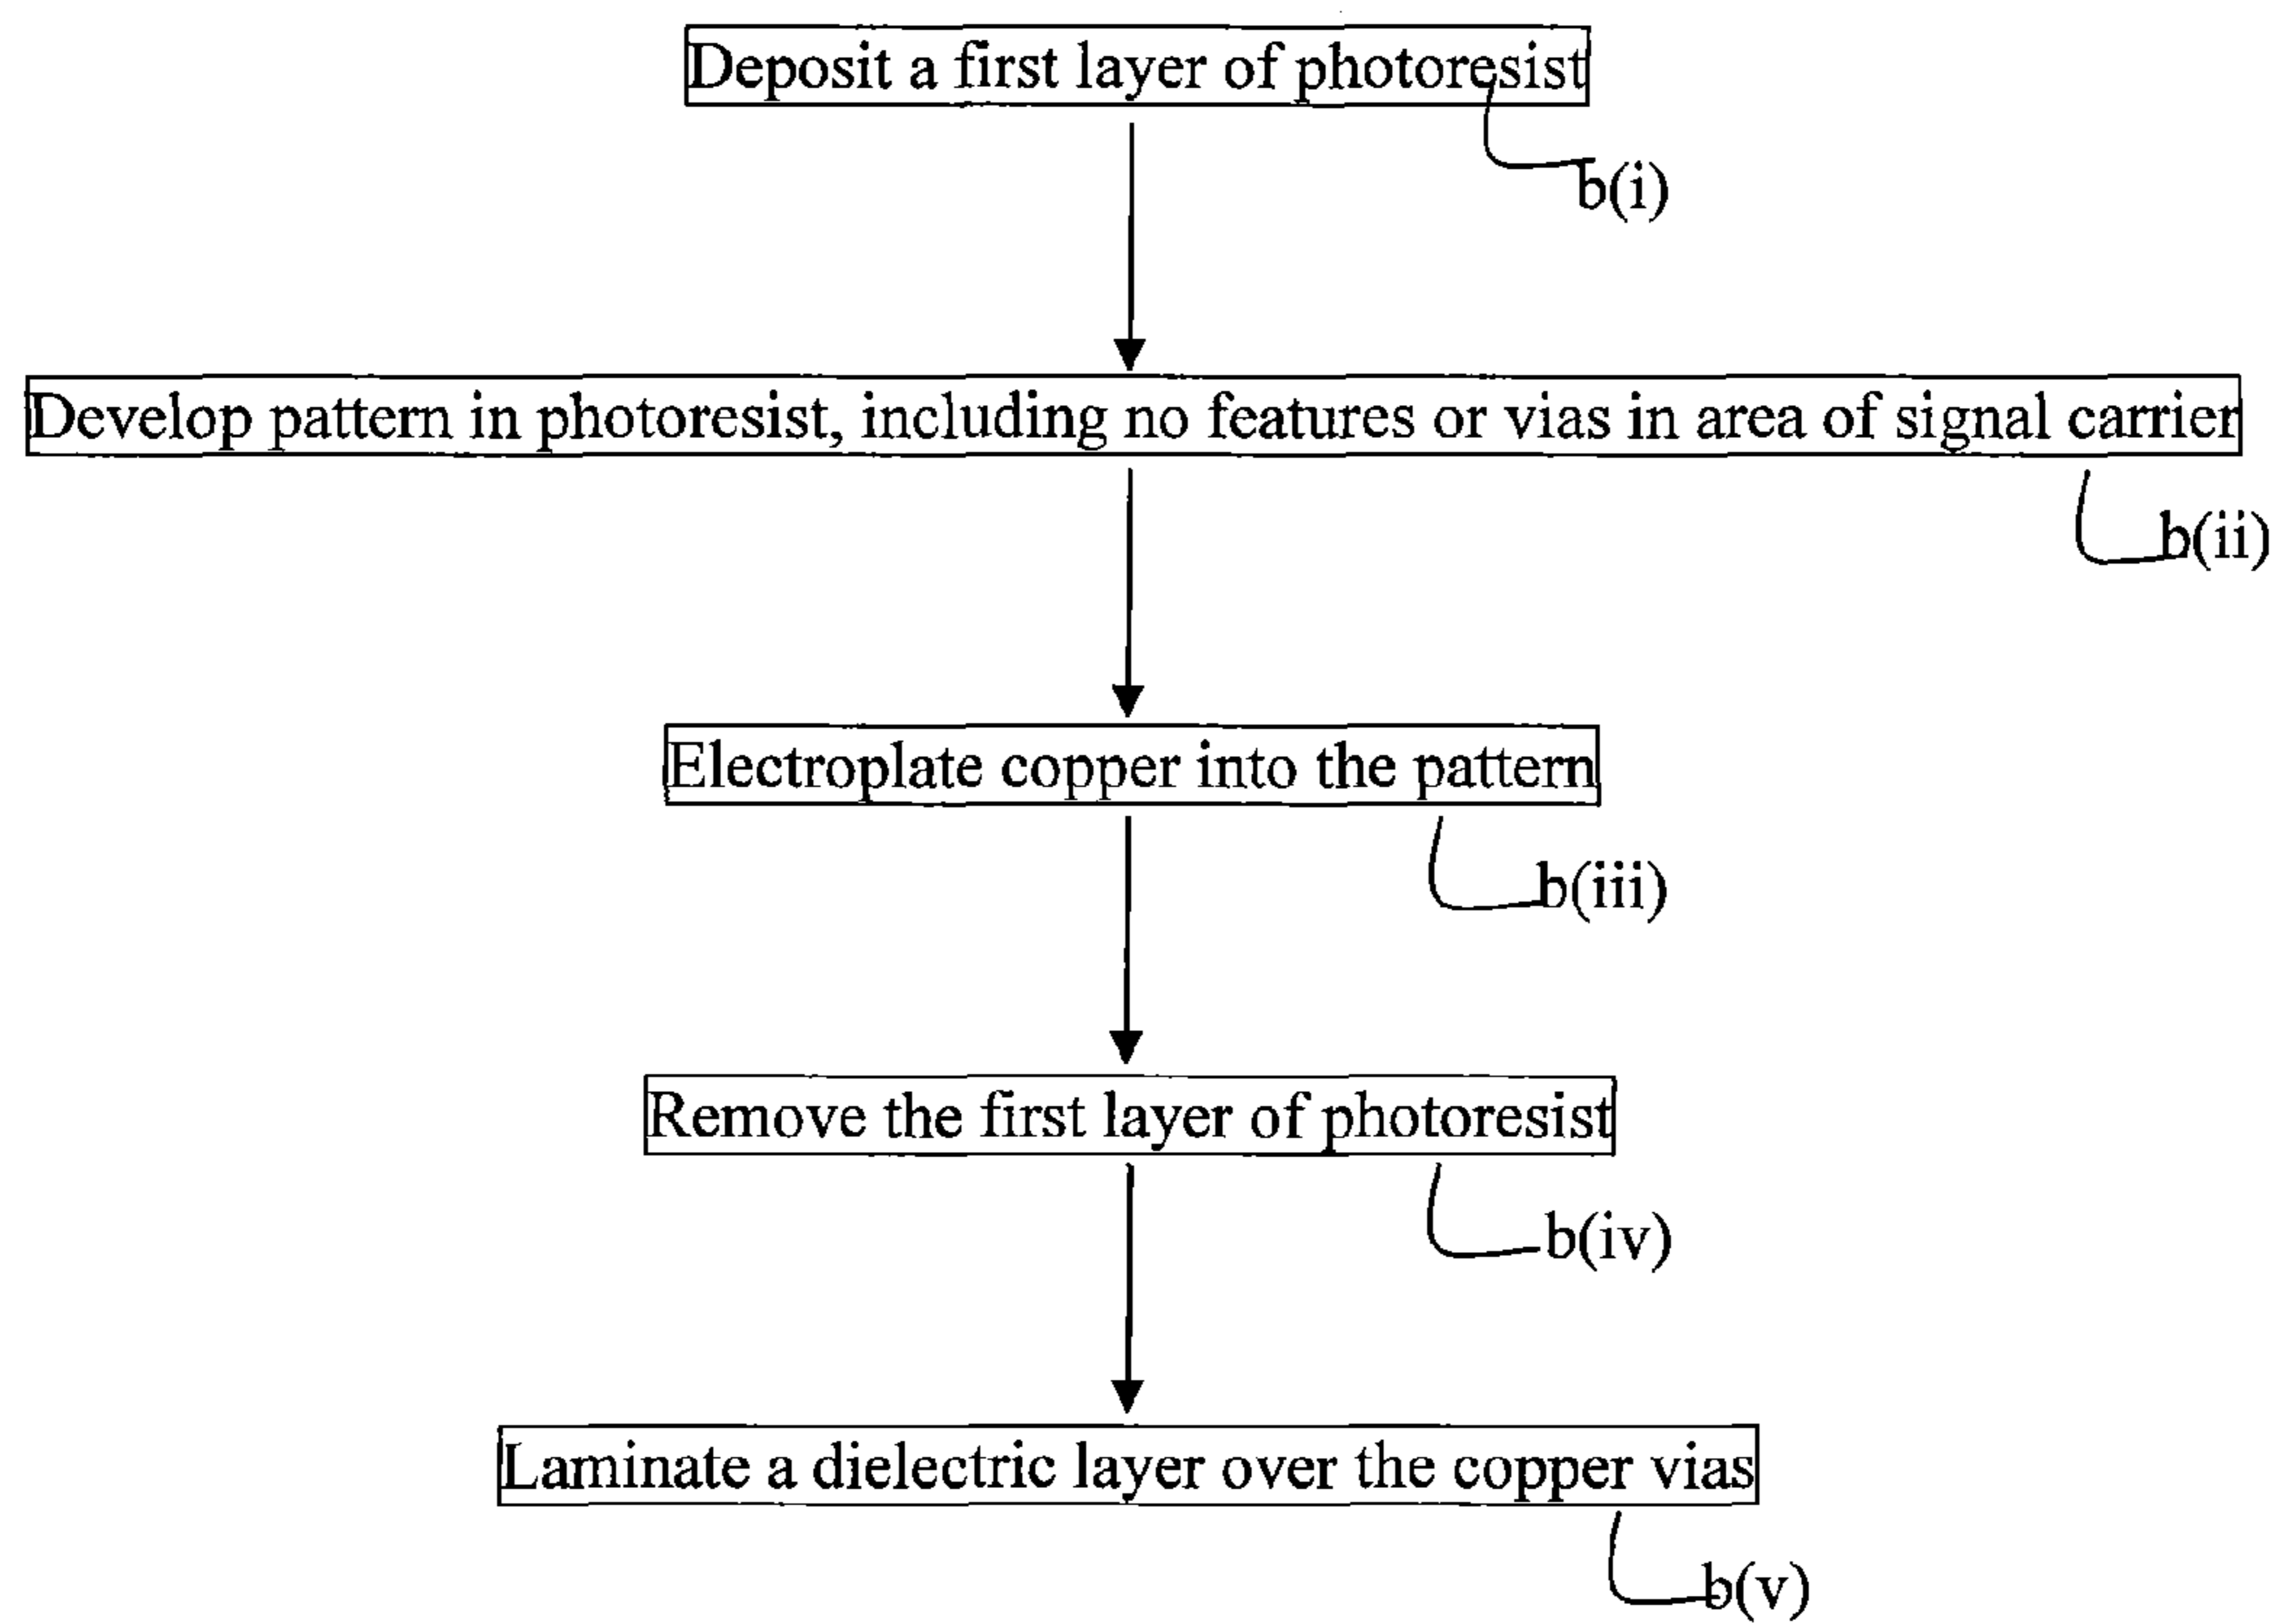 Deposit a first layer of photoresist
b(i)
Develop pattern in photoresist, including no features or vias in area of signal carrier
b(ii)
Electroplate copper into the pattern
b(iii)
Remove the first layer of photoresist
b(iv)
Laminate a dielectric layer over the copper vias
b(v)